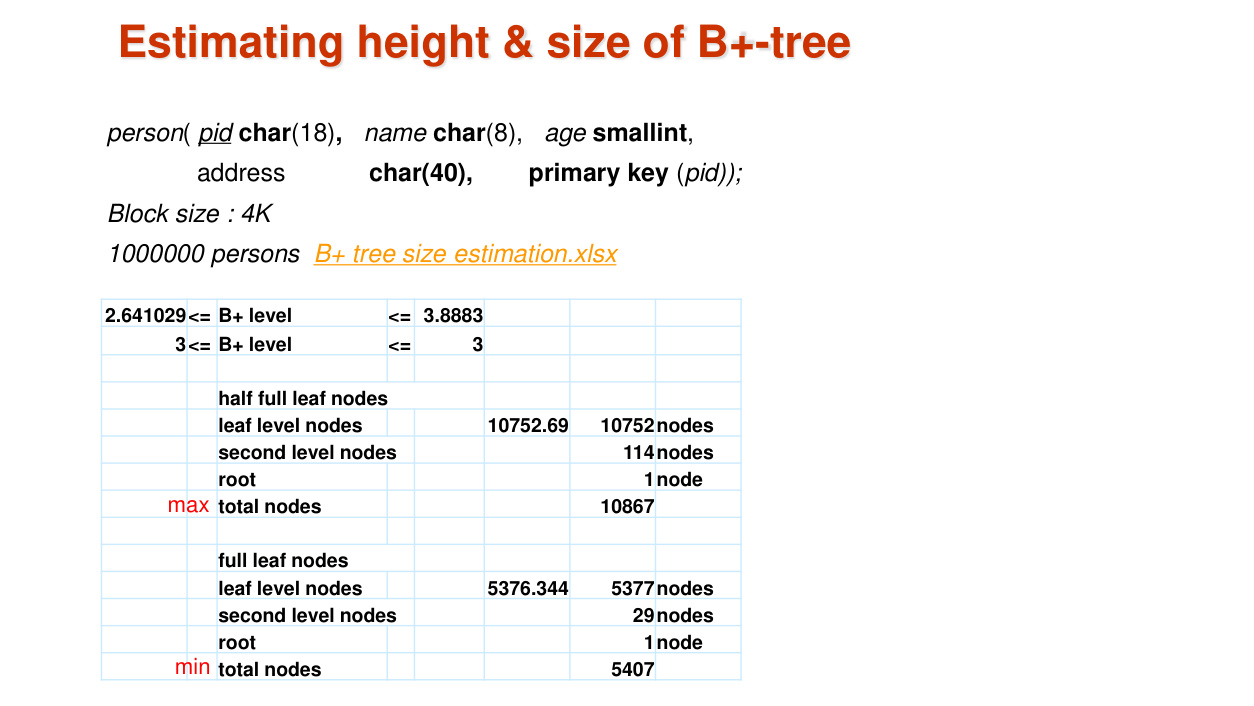 Estimating height & size of B+-tree
person( pid char(18), name char(8), age smallint,
address char(40), primary key (pid));
Block size : 4K
1000000 persons B+ tree size estimation.xlsx
2.641029 <= B+ level <= 3.8883
3 <= B+ level <= 3
half full leaf nodes
leaf level nodes 10752.69 10752 nodes
second level nodes 114 nodes
root 1 node
max total nodes 10867
full leaf nodes
leaf level nodes 5376.344 5377 nodes
second level nodes 29 nodes
root 1 node
min total nodes 5407